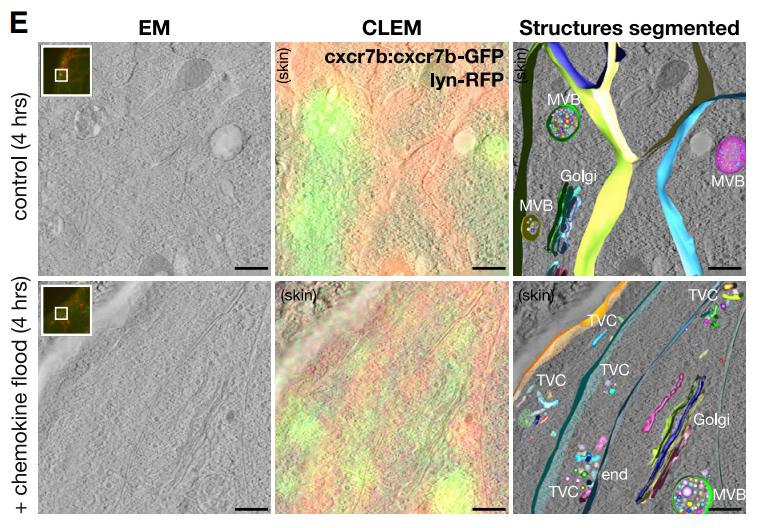 E
EM
CLEM
Structures segmented
control (4 hrs)
(skin)
cxcr7b:cxcr7b-GFP
lyn-RFP
(skin)
MVB
MVB
Golgi
MVB
+ chemokine flood (4 hrs)
(skin)
(skin)
TVC
TVC
TVC
TVC
Golgi
end
TVC
MVB